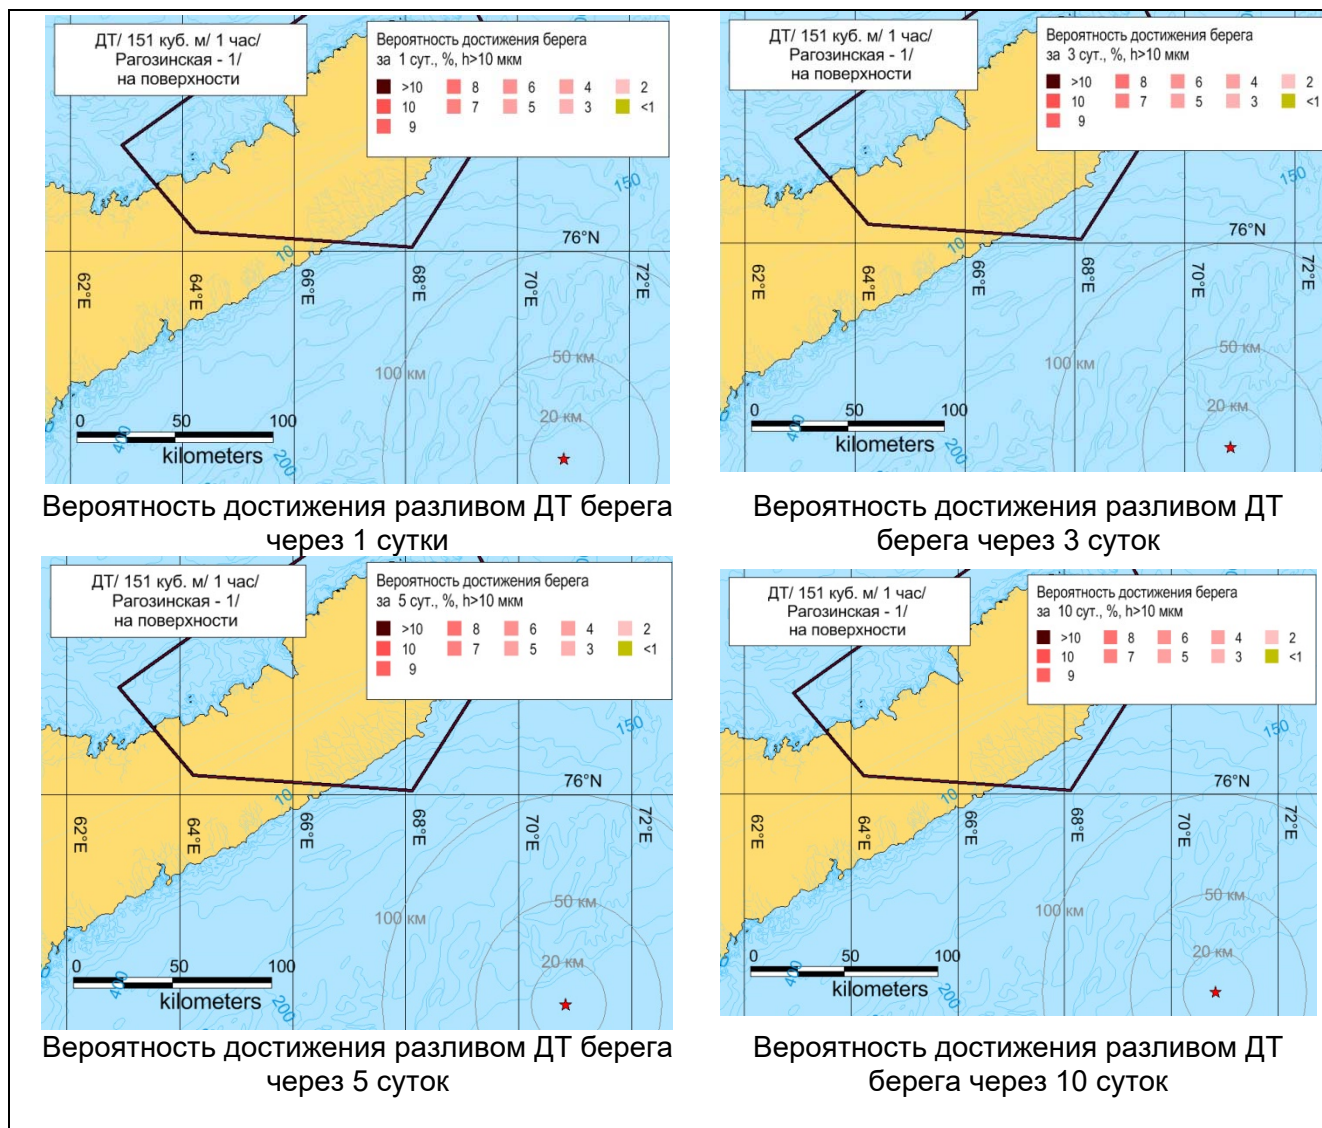 ДТ/ 151 куб. м/ 1 час/
Рагозинская - 1/
на поверхности
Вероятность достижения берега
за 1 сут., %, h>10 мкм
>10 8 6 4 2
10 7 5 3 <1
9
150
76°N
10
62°E
64°E
66°E
68°E
70°E
72°E
50 км
100 км
20 км
0 50 100
400
kilometers
200
Вероятность достижения разливом ДТ берега
через 1 сутки
ДТ/ 151 куб. м/ 1 час/
Рагозинская - 1/
на поверхности
Вероятность достижения берега
за 3 сут., %, h>10 мкм
>10 8 6 4 2
10 7 5 3 <1
9
150
76°N
10
62°E
64°E
66°E
68°E
70°E
72°E
50 км
100 км
20 км
0 50 100
400
kilometers
200
Вероятность достижения разливом ДТ
берега через 3 суток
ДТ/ 151 куб. м/ 1 час/
Рагозинская - 1/
на поверхности
Вероятность достижения берега
за 5 сут., %, h>10 мкм
>10 8 6 4 2
10 7 5 3 <1
9
150
76°N
10
62°E
64°E
66°E
68°E
70°E
72°E
50 км
100 км
20 км
0 50 100
400
kilometers
200
Вероятность достижения разливом ДТ берега
через 5 суток
ДТ/ 151 куб. м/ 1 час/
Рагозинская - 1/
на поверхности
Вероятность достижения берега
за 10 сут., %, h>10 мкм
>10 8 6 4 2
10 7 5 3 <1
9
150
76°N
10
62°E
64°E
66°E
68°E
70°E
72°E
50 км
100 км
20 км
0 50 100
400
kilometers
200
Вероятность достижения разливом ДТ
берега через 10 суток